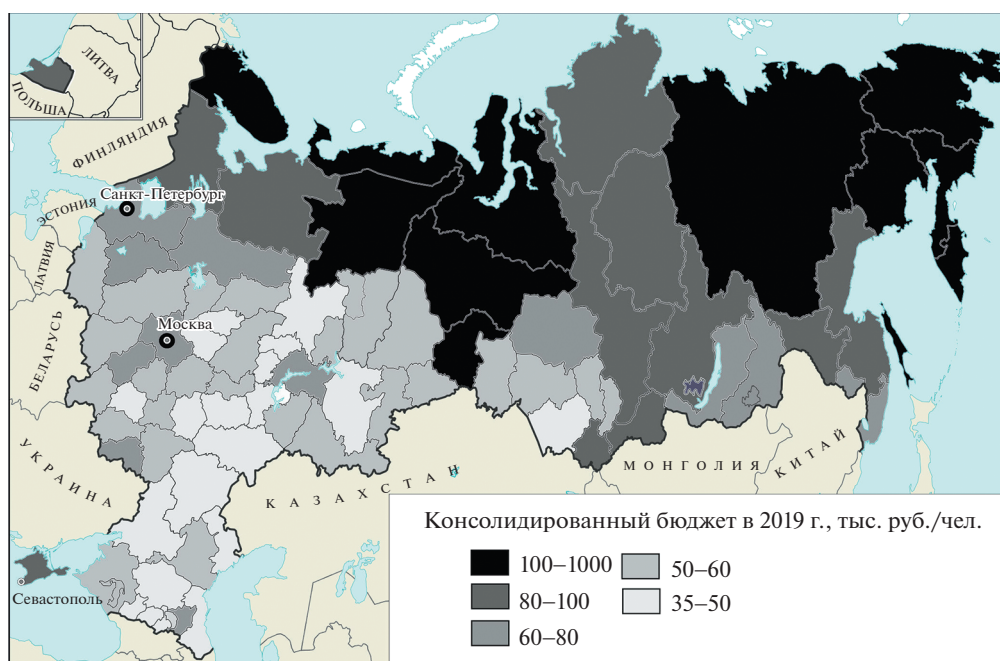 ЛИТВА
ПОЛЬША
ФИНЛЯНДИЯ
Санкт-Петербург
ЭСТОНИЯ
ЛАТВИЯ
Москва
БЕЛАРУСЬ
УКРАИНА
КАЗАХСТАН
МОНГОЛИЯ
КИТАЙ
Севастополь
Консолидированный бюджет в 2019 г., тыс. руб./чел.
100–1000
80–100
60–80
50–60
35–50